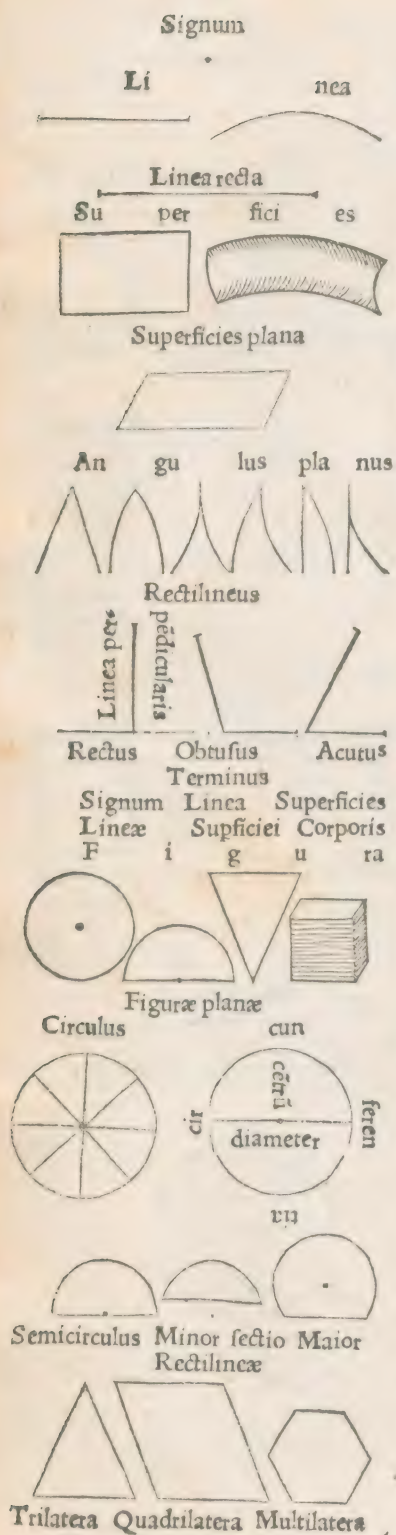 Signum
Li nea
Linea recta
Su per fici es
Superficies plana
An gu lus pla nus
Rectilineus
Linea per=
pẽdicularis
Rectus Obtuſus Acutus
Terminus
Signum Linea Superficies
Lineæ Supficiei Corporis
F i g u ra
Figuræ planæ
Circulus
cir cun feren tia
cẽtrũ
diameter
Semicirculus Minor ſectio Maior
Rectilineæ
Trilatera Quadrilatera Multilatera